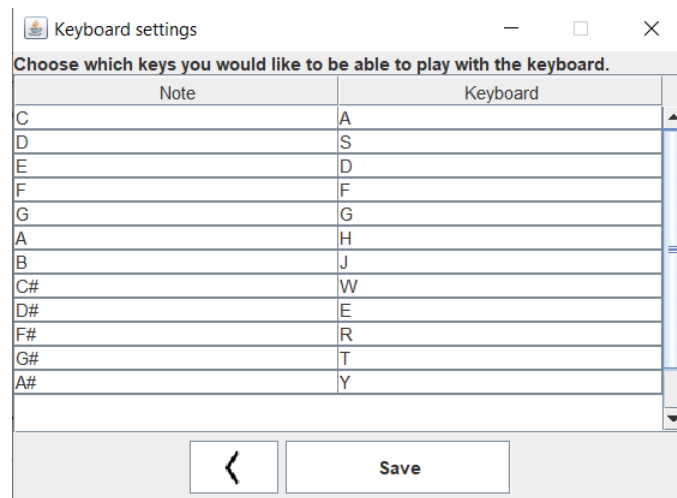 Keyboard settings
Choose which keys you would like to be able to play with the keyboard.
Note Keyboard
C A
D S
E D
F F
G G
A H
B J
C# W
D# E
F# R
G# T
A# Y
Save